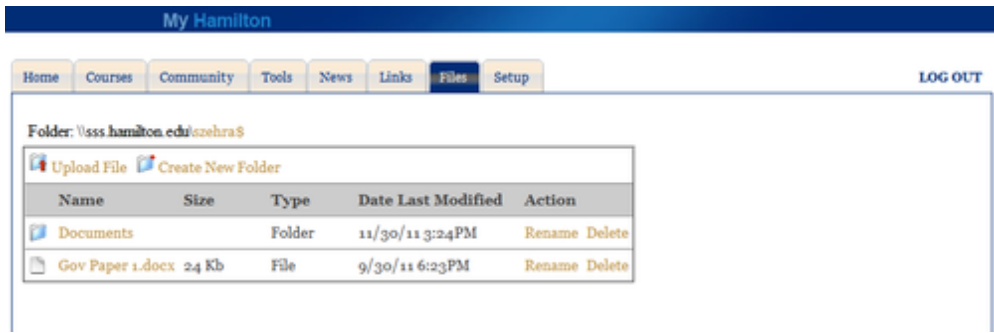 My Hamilton
Home Courses Community Tools News Links Files Setup LOG OUT
Folder: \\sss.hamilton.edu\szehra$
Upload File Create New Folder
Name Size Type Date Last Modified Action
Documents Folder 11/30/11 3:24PM Rename Delete
Gov Paper 1.docx 24 Kb File 9/30/11 6:23PM Rename Delete